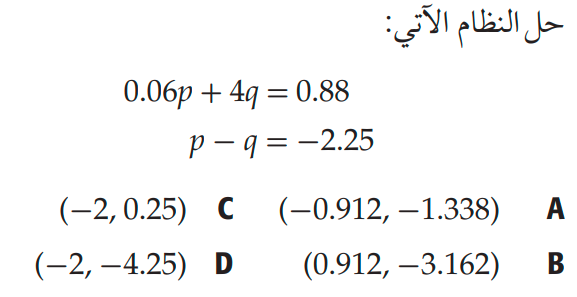 حل النظام الآتي:
0.06p + 4q = 0.88
p − q = −2.25
A (−0.912, −1.338) C (−2, 0.25)
B (0.912, −3.162) D (−2, −4.25)